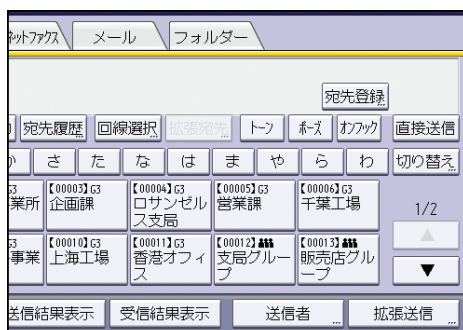 ネットファクス メール フォルダー
宛先登録
宛先履歴 回線選択 拡張宛先 トーン ポーズ オンフック 直接送信
か さ た な は ま や ら わ 切り替え
G3 【00003】G3 【00004】G3 【00005】G3 【00006】G3
業所 企画課 ロサンゼル 営業課 千葉工場 1/2
ス支局
G3 【00010】G3 【00011】G3 【00012】 【00013】
事業 上海工場 香港オフィ 支局グルー 販売店グル
ス プ ープ
送信結果表示 受信結果表示 送信者 ... 拡張送信 ...